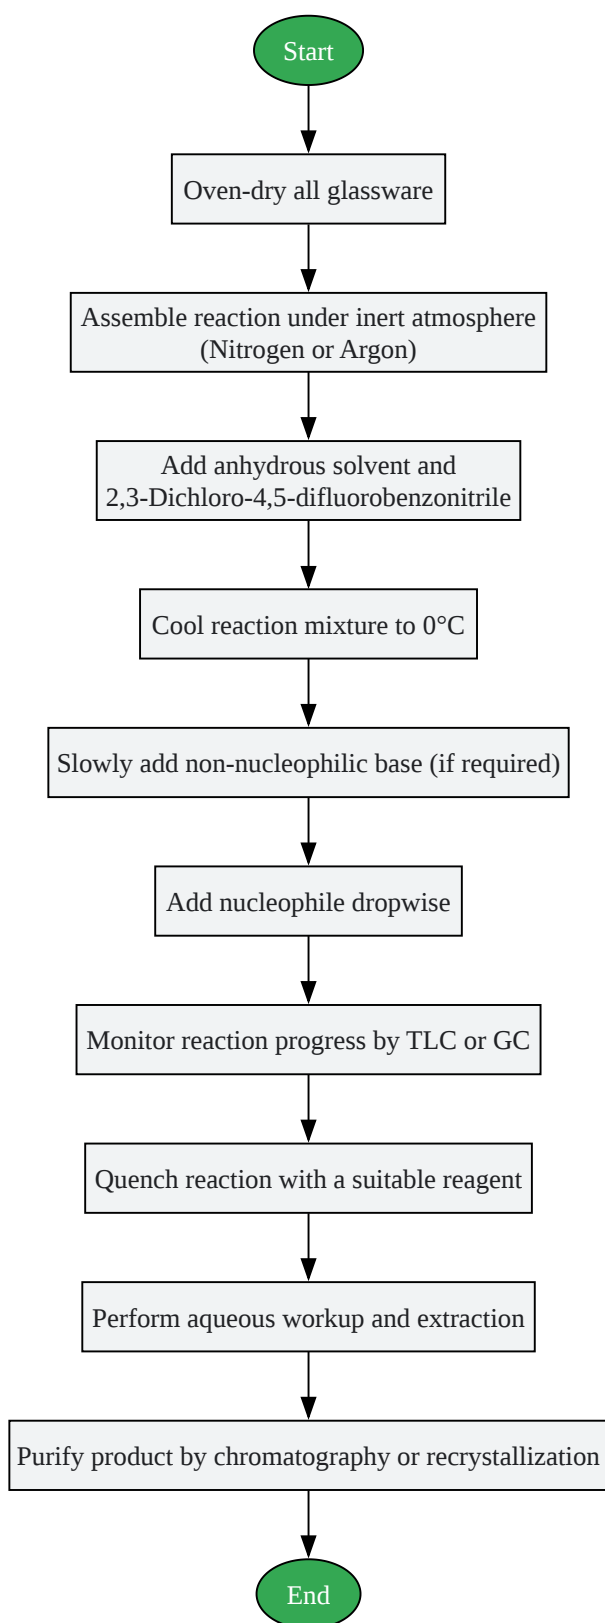 Start
Oven-dry all glassware
Assemble reaction under inert atmosphere
(Nitrogen or Argon)
Add anhydrous solvent and
2,3-Dichloro-4,5-difluorobenzonitrile
Cool reaction mixture to 0°C
Slowly add non-nucleophilic base (if required)
Add nucleophile dropwise
Monitor reaction progress by TLC or GC
Quench reaction with a suitable reagent
Perform aqueous workup and extraction
Purify product by chromatography or recrystallization
End